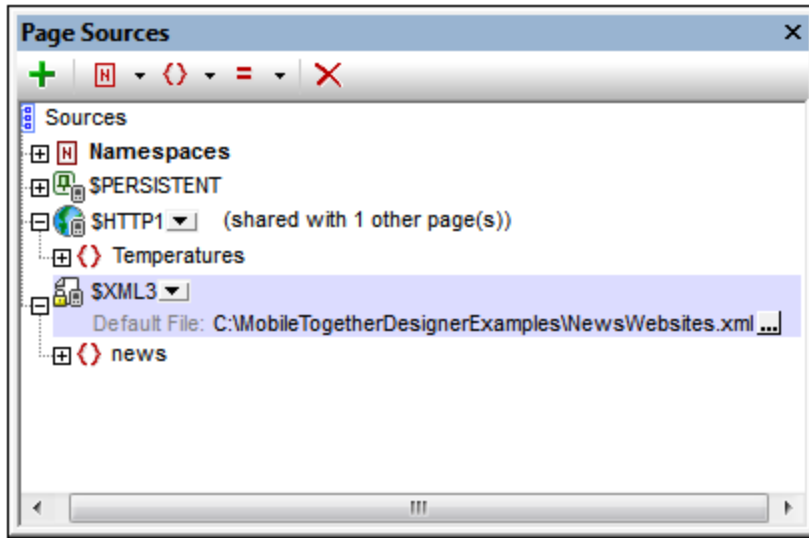 Page Sources
N {} =
Sources
N Namespaces
$PERSISTENT
$HTTP1 (shared with 1 other page(s))
{} Temperatures
$XML3
Default File: C:\MobileTogetherDesignerExamples\NewsWebsites.xml ...
{} news